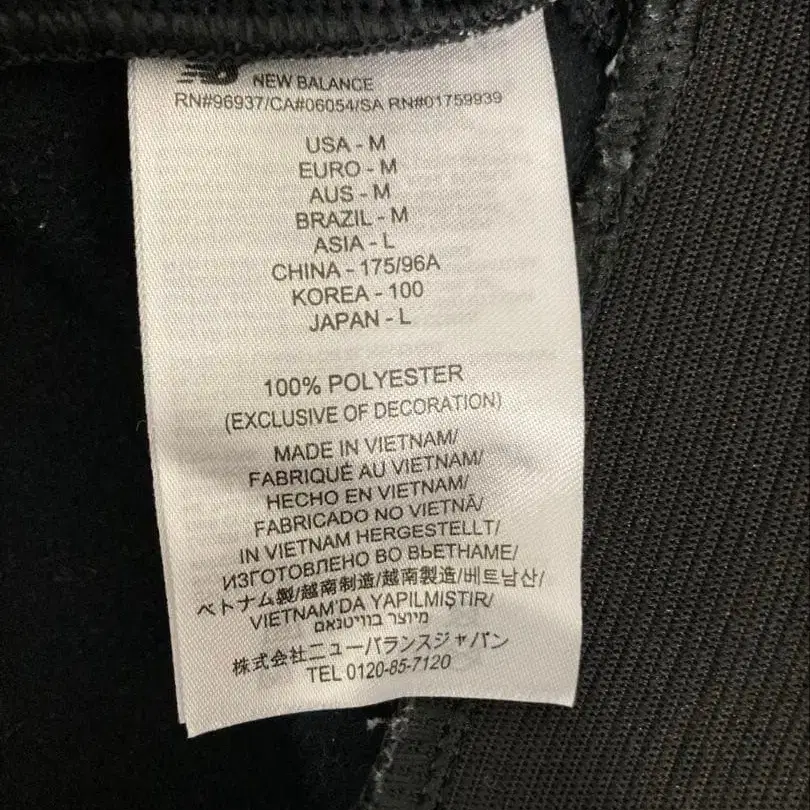 NEW BALANCE
RN#96937/CA#06054/SA RN#01759939
USA - M
EURO - M
AUS - M
BRAZIL - M
ASIA - L
CHINA - 175/96A
KOREA - 100
JAPAN - L
100% POLYESTER
(EXCLUSIVE OF DECORATION)
MADE IN VIETNAM/
FABRIQUÉ AU VIETNAM/
HECHO EN VIETNAM/
FABRICADO NO VIETNÃ/
IN VIETNAM HERGESTELLT/
ИЗГОТОВЛЕНО ВО ВЬЕТНАМЕ/
ベトナム製/越南制造/越南製造/베트남산/
VIETNAM'DA YAPILMIŞTIR/
מיוצר בוויטנאם
株式会社ニューバランスジャパン
TEL 0120-85-7120